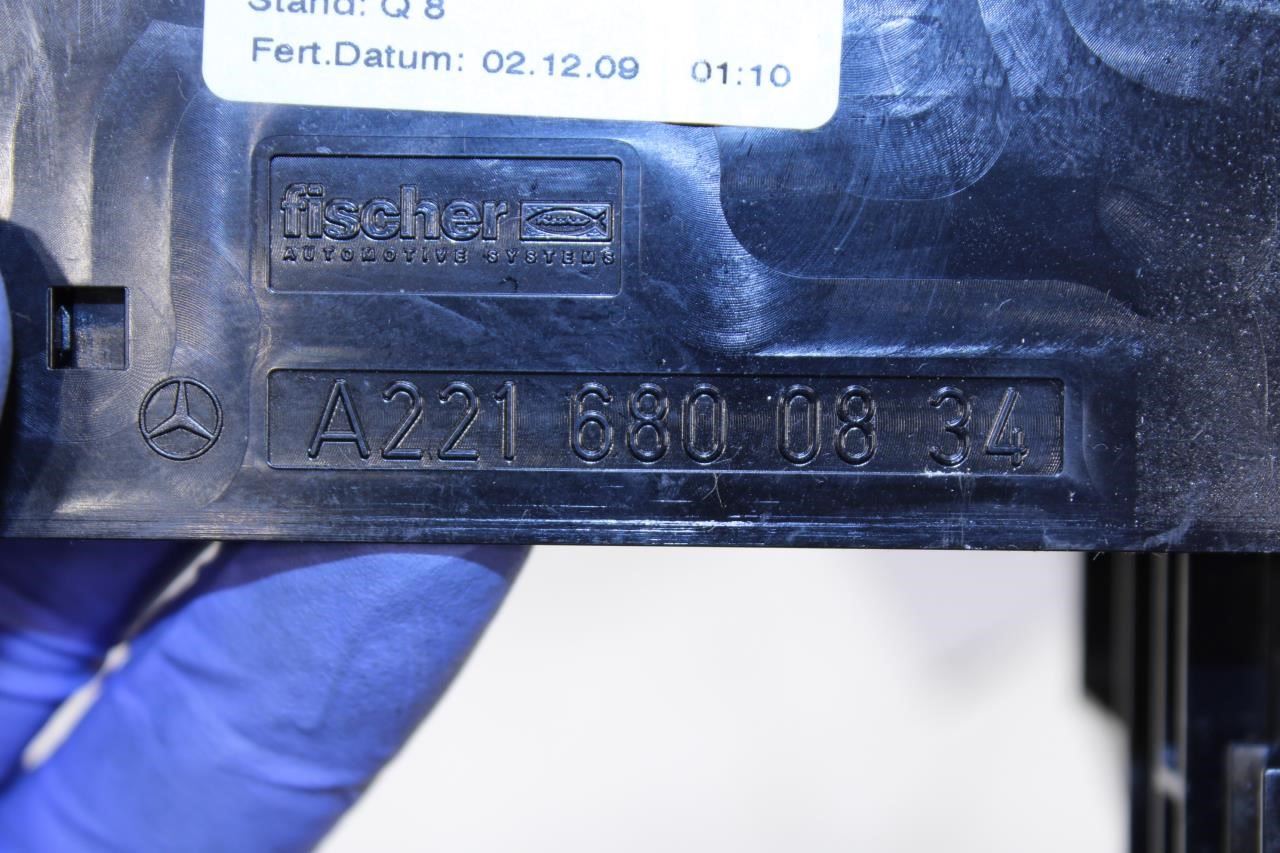 Stand: Q 8
Fert.Datum: 02.12.09 01:10
fischer
AUTOMOTIVE SYSTEMS
A221 680 08 34